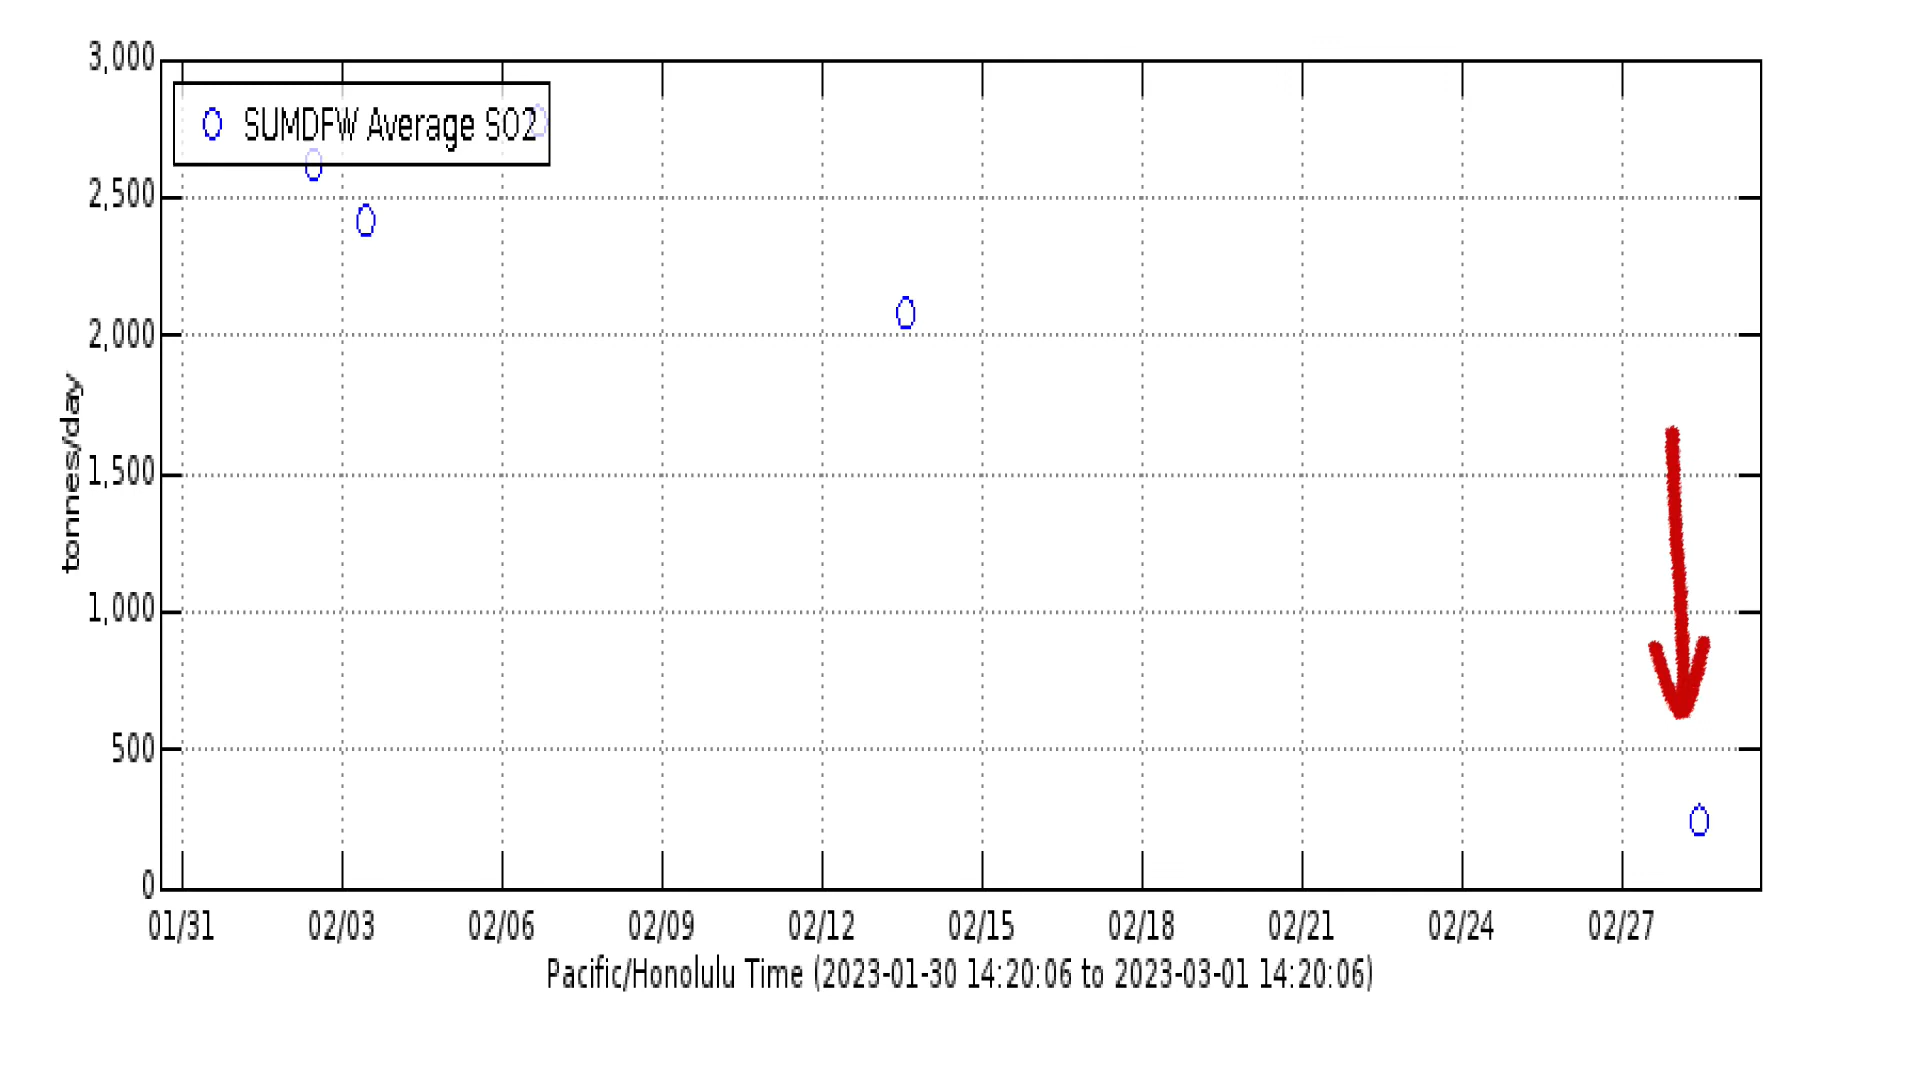 3,000
SUMDFW Average SO2
2,500
2,000
1,500
1,000
500
0
tonnes/day
01/31 02/03 02/06 02/09 02/12 02/15 02/18 02/21 02/24 02/27
Pacific/Honolulu Time (2023-01-30 14:20:06 to 2023-03-01 14:20:06)